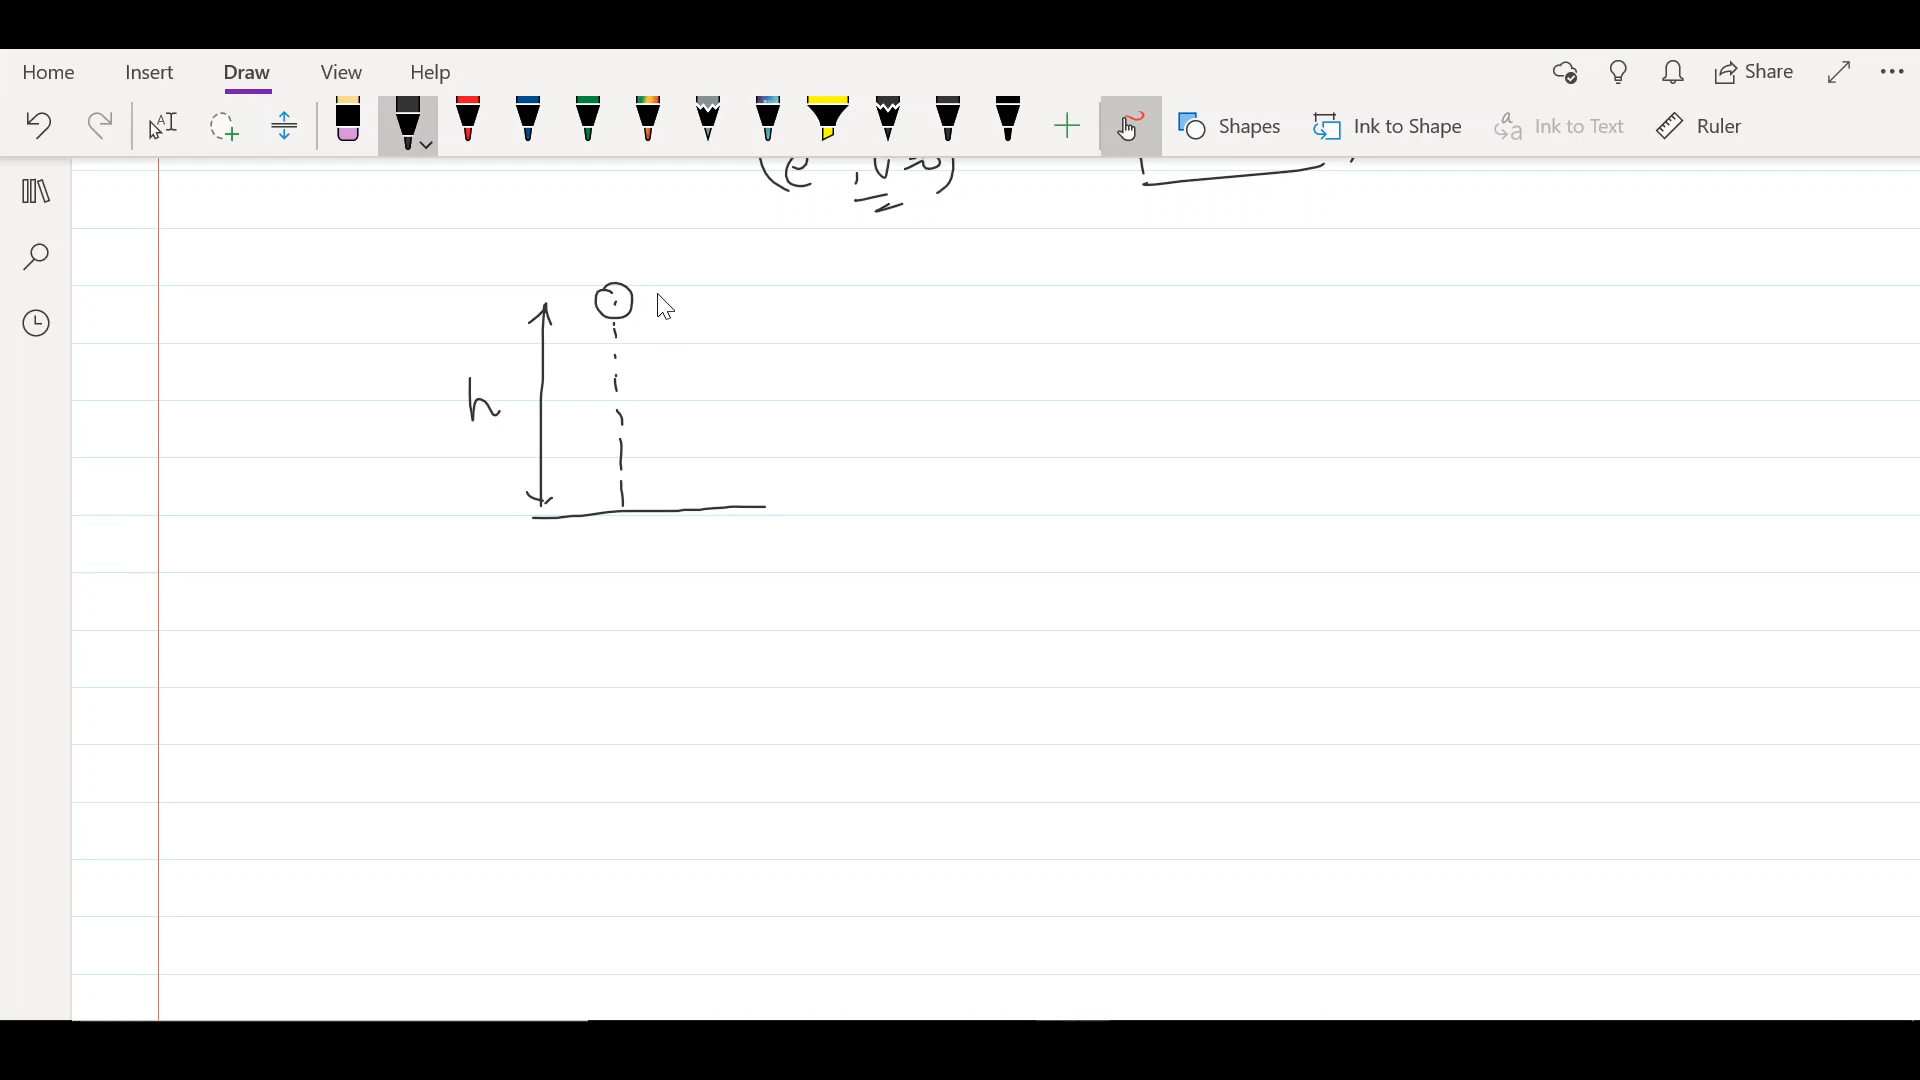 Home Insert Draw View Help Share
Shapes Ink to Shape Ink to Text Ruler
h